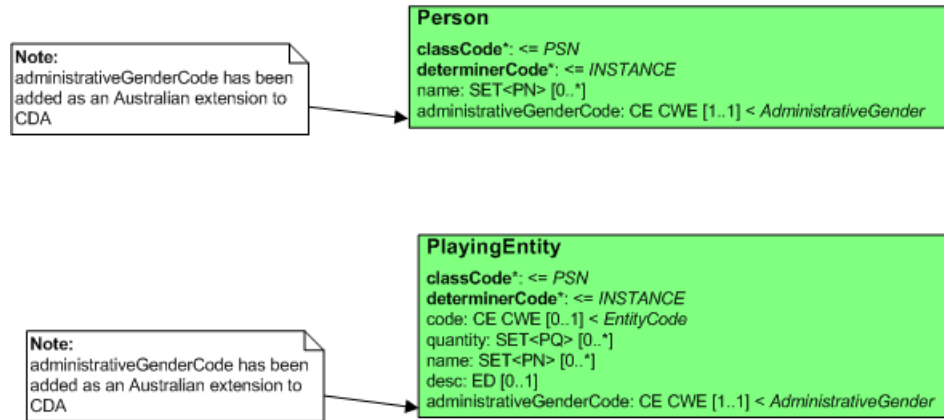 Note:
administrativeGenderCode has been
added as an Australian extension to
CDA
Person
classCode*: <= PSN
determinerCode*: <= INSTANCE
name: SET<PN> [0..*]
administrativeGenderCode: CE CWE [1..1] < AdministrativeGender
Note:
administrativeGenderCode has been
added as an Australian extension to
CDA
PlayingEntity
classCode*: <= PSN
determinerCode*: <= INSTANCE
code: CE CWE [0..1] < EntityCode
quantity: SET<PQ> [0..*]
name: SET<PN> [0..*]
desc: ED [0..1]
administrativeGenderCode: CE CWE [1..1] < AdministrativeGender